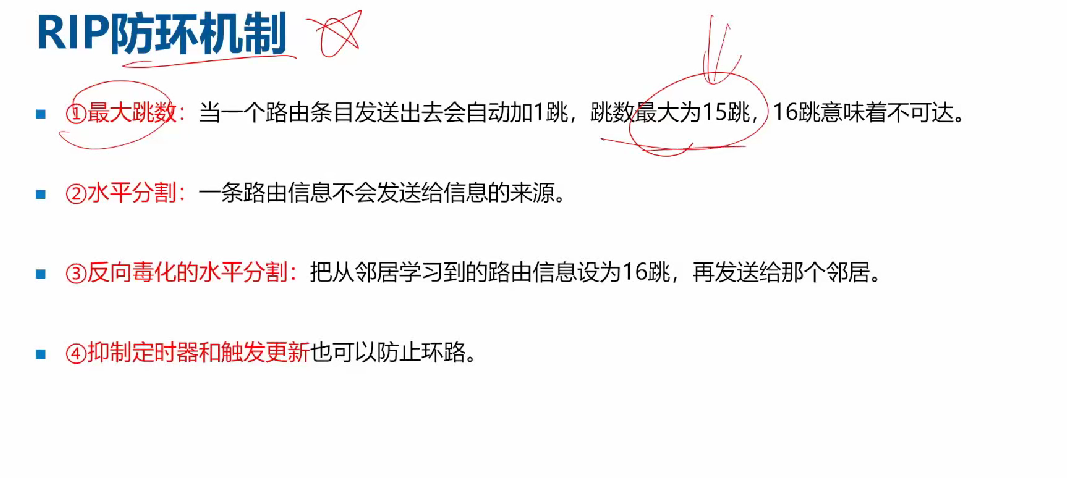 RIP防环机制
①最大跳数：当一个路由条目发送出去会自动加1跳，跳数最大为15跳，16跳意味着不可达。
②水平分割：一条路由信息不会发送给信息的来源。
③反向毒化的水平分割：把从邻居学习到的路由信息设为16跳，再发送给那个邻居。
④抑制定时器和触发更新也可以防止环路。